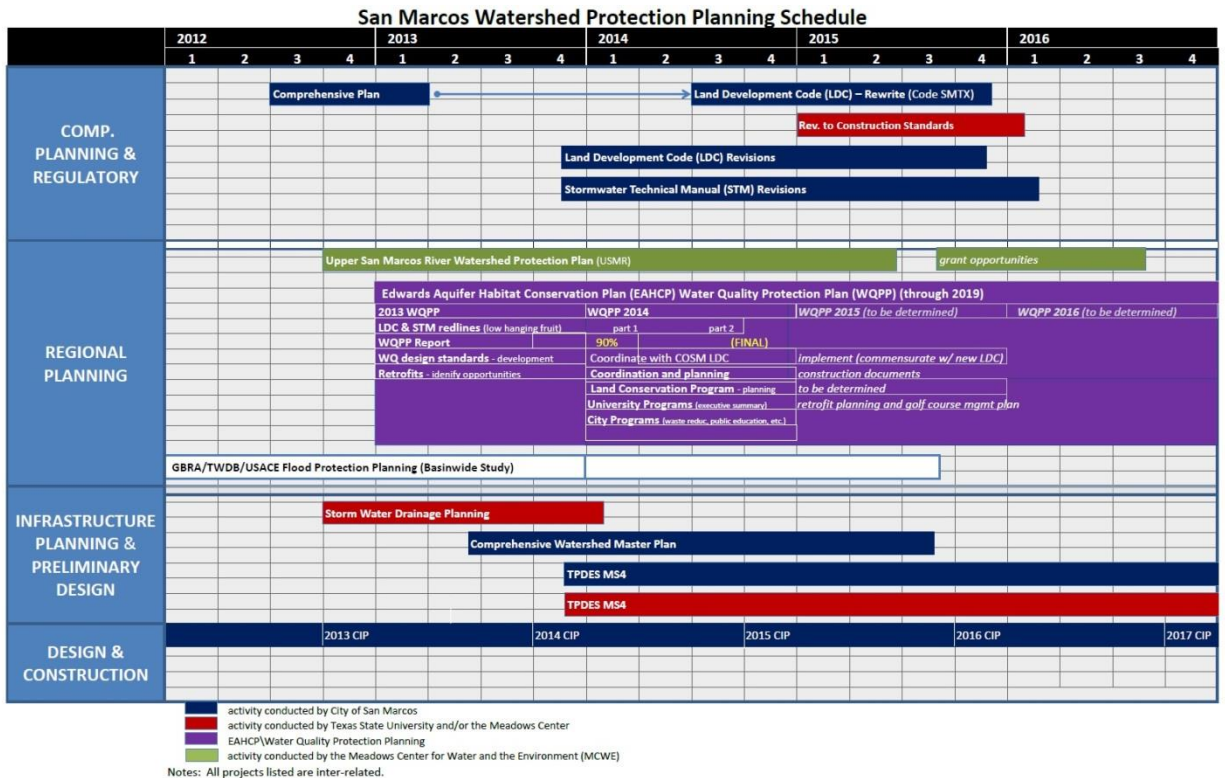 San Marcos Watershed Protection Planning Schedule
2012 2013 2014 2015 2016
1 2 3 4 1 2 3 4 1 2 3 4 1 2 3 4 1 2 3 4
COMP.
PLANNING &
REGULATORY
Comprehensive Plan
Land Development Code (LDC) – Rewrite (Code SMTX)
Rev. to Construction Standards
Land Development Code (LDC) Revisions
Stormwater Technical Manual (STM) Revisions
REGIONAL
PLANNING
Upper San Marcos River Watershed Protection Plan (USMR) grant opportunities
Edwards Aquifer Habitat Conservation Plan (EAHCP) Water Quality Protection Plan (WQPP) (through 2019)
2013 WQPP WQPP 2014 WQPP 2015 (to be determined) WQPP 2016 (to be determined)
LDC & STM redlines (low hanging fruit) part 1 part 2
WQPP Report 90% (FINAL)
WQ design standards - development Coordinate with COSM LDC implement (commensurate w/ new LDC)
Retrofits - idenify opportunities Coordination and planning construction documents
Land Conservation Program - planning to be determined
University Programs (executive summary) retrofit planning and golf course mgmt plan
City Programs (waste reduc, public education, etc.)
GBRA/TWDB/USACE Flood Protection Planning (Basinwide Study)
INFRASTRUCTURE
PLANNING &
PRELIMINARY
DESIGN
Storm Water Drainage Planning
Comprehensive Watershed Master Plan
TPDES MS4
TPDES MS4
DESIGN &
CONSTRUCTION
2013 CIP 2014 CIP 2015 CIP 2016 CIP 2017 CIP
activity conducted by City of San Marcos
activity conducted by Texas State University and/or the Meadows Center
EAHCP\Water Quality Protection Planning
activity conducted by the Meadows Center for Water and the Environment (MCWE)
Notes: All projects listed are inter-related.